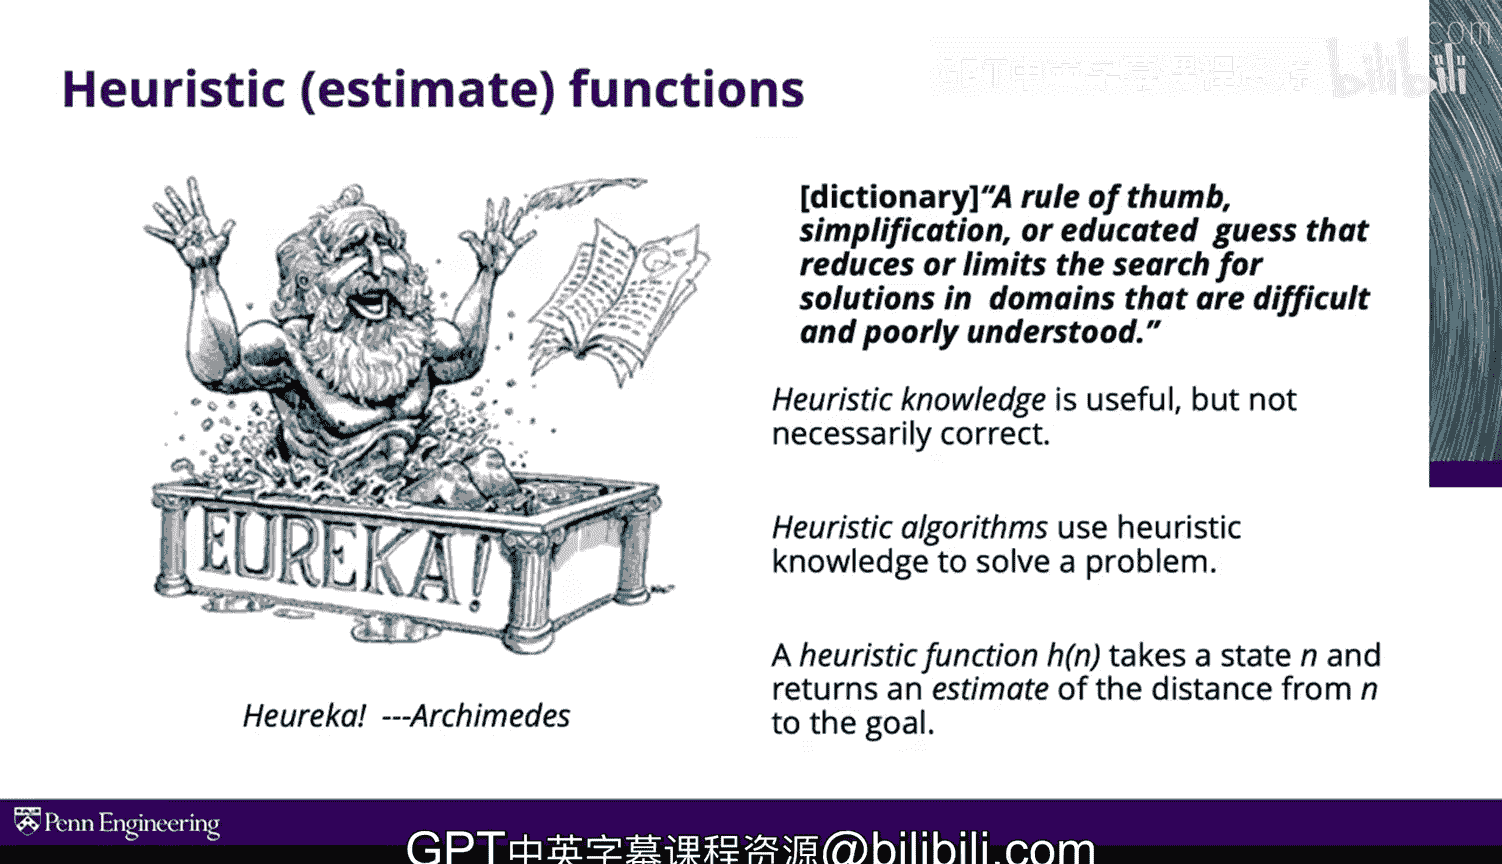 Heuristic (estimate) functions
bilibili
.com
[dictionary]“A rule of thumb,
simplification, or educated guess that
reduces or limits the search for
solutions in domains that are difficult
and poorly understood.”
Heuristic knowledge is useful, but not
necessarily correct.
Heuristic algorithms use heuristic
knowledge to solve a problem.
A heuristic function h(n) takes a state n and
returns an estimate of the distance from n
to the goal.
EUREKA!
Heureka! ---Archimedes
Penn Engineering
GPT中英字幕课程资源@bilibili.com